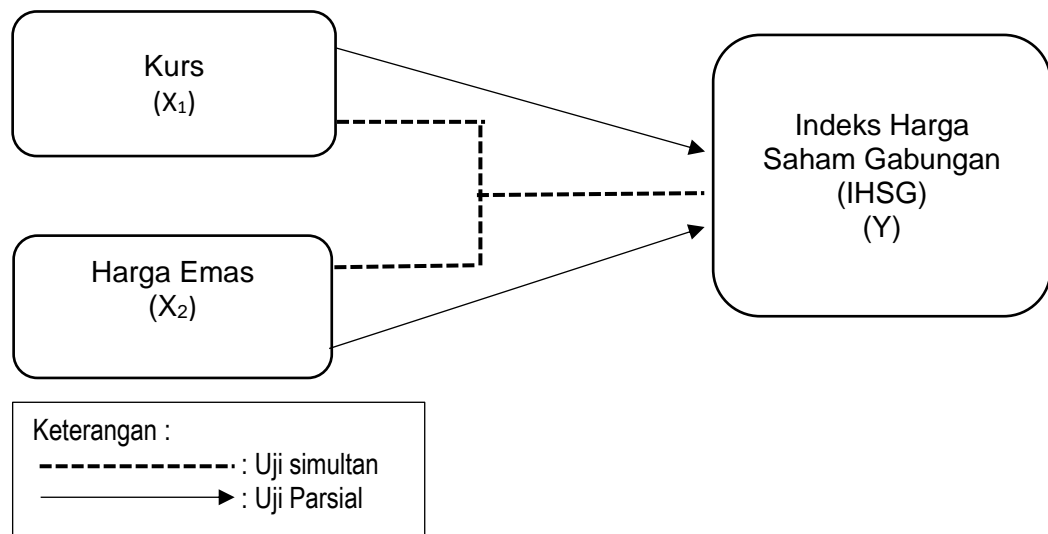 Kurs
(X₁)
Indeks Harga
Saham Gabungan
(IHSG)
(Y)
Harga Emas
(X₂)
Keterangan :
: Uji simultan
: Uji Parsial